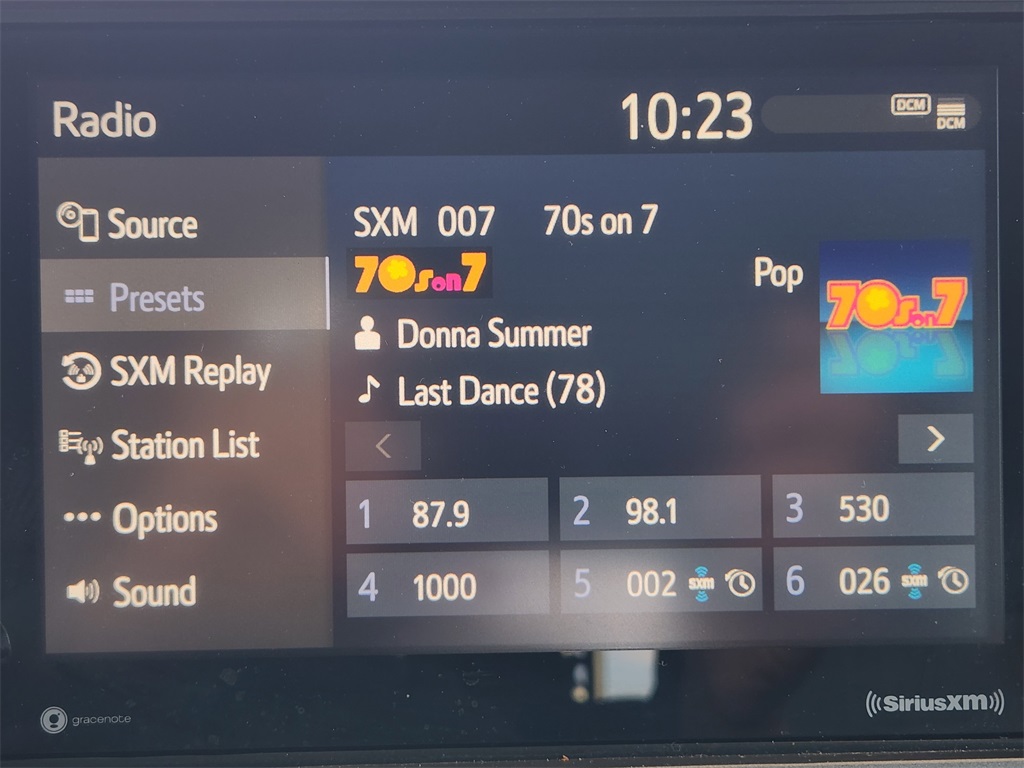 Radio
10:23
DCM
DCM
Source
Presets
SXM Replay
Station List
Options
Sound
SXM 007 70s on 7
70s on 7
Pop
70s on 7
Donna Summer
Last Dance (78)
1 87.9
2 98.1
3 530
4 1000
5 002 sxm
6 026 sxm
gracenote
SiriusXM